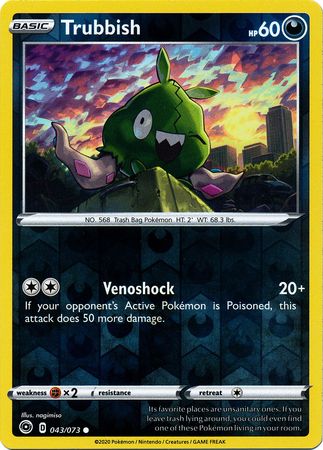 BASIC Trubbish HP 60
NO. 568 Trash Bag Pokémon HT: 2' WT: 68.3 lbs.
Venoshock 20+
If your opponent's Active Pokémon is Poisoned, this
attack does 50 more damage.
weakness ×2 resistance retreat
Illus. nagimiso
043/073
Its favorite places are unsanitary ones. If you
leave trash lying around, you could even find
one of these Pokémon living in your room.
©2020 Pokémon / Nintendo / Creatures / GAME FREAK